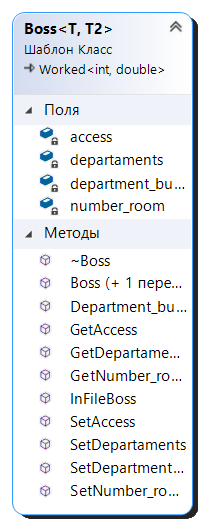 Boss<T, T2>
Шаблон Класс
Worked<int, double>
Поля
access
departaments
department_bu...
number_room
Методы
~Boss
Boss (+ 1 пере...
Department_bu...
GetAccess
GetDepartame...
GetNumber_ro...
InFileBoss
SetAccess
SetDepartaments
SetDepartment...
SetNumber_ro...